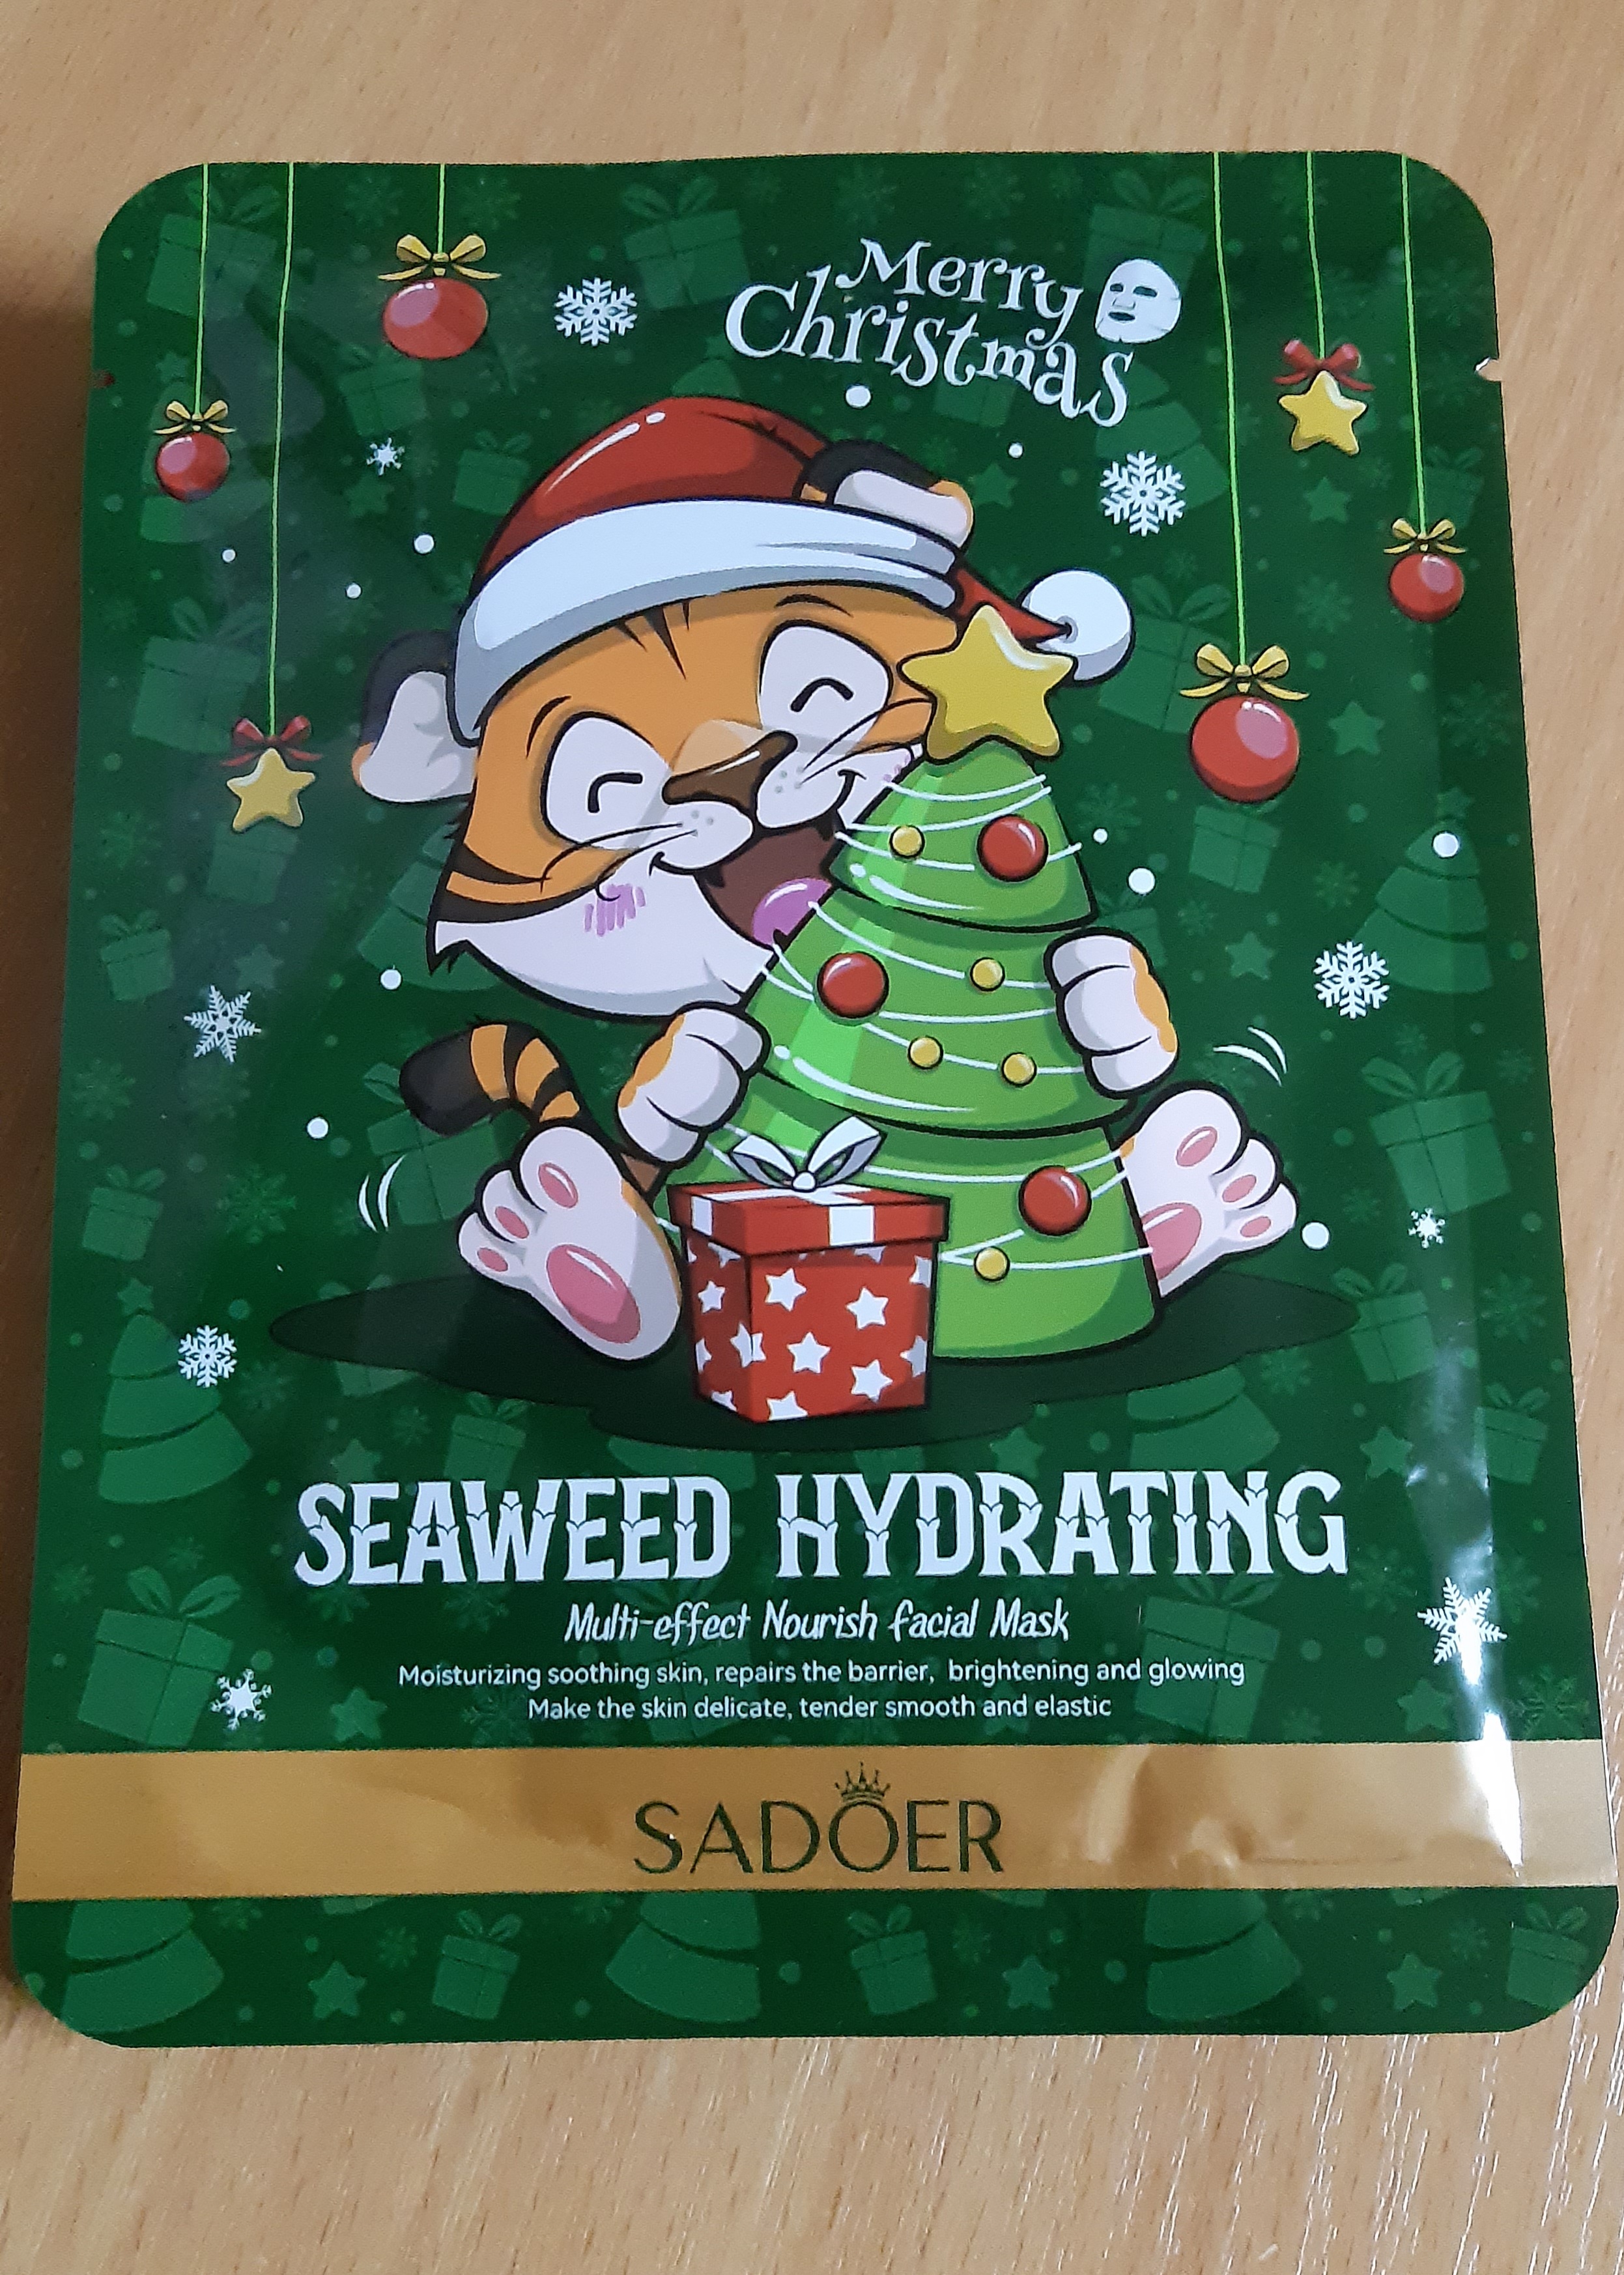 Merry
Christmas
SEAWEED HYDRATING
Multi-effect Nourish facial Mask
Moisturizing soothing skin, repairs the barrier, brightening and glowing
Make the skin delicate, tender smooth and elastic
SADOER